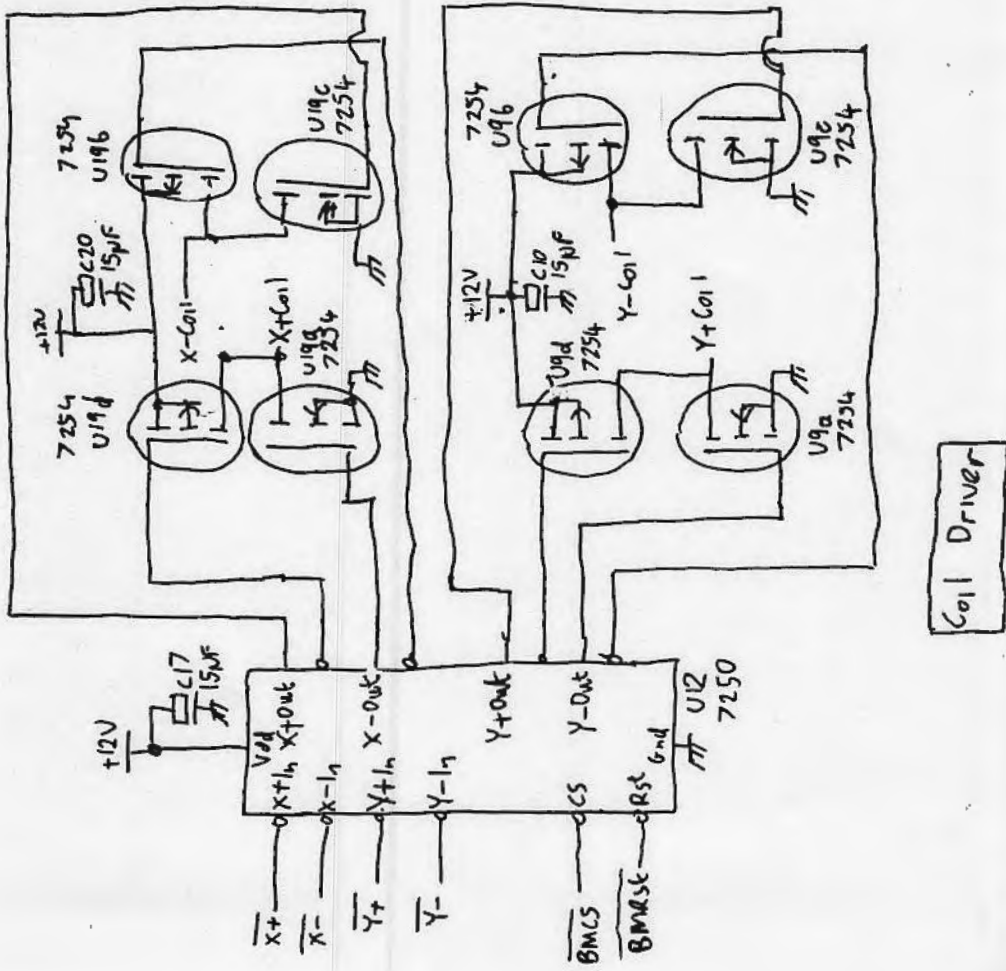 7254
U19b
U19c
7254
+12V
C20
15µF
X-Coil
X+Coil
7254
U19d
U19a
7254
7254
U9b
U9c
7254
+12V
C10
15µF
Y-Coil
Y+Coil
U9d
7254
U9a
7254
+12V
C17
15µF
Vdd
X+Out
X-Out
Y+Out
Y-Out
Gnd
X+In
X-In
Y+In
Y-In
CS
Rst
U12
7250
X+
X-
Y+
Y-
BMCS
BMRSt
Coil Driver